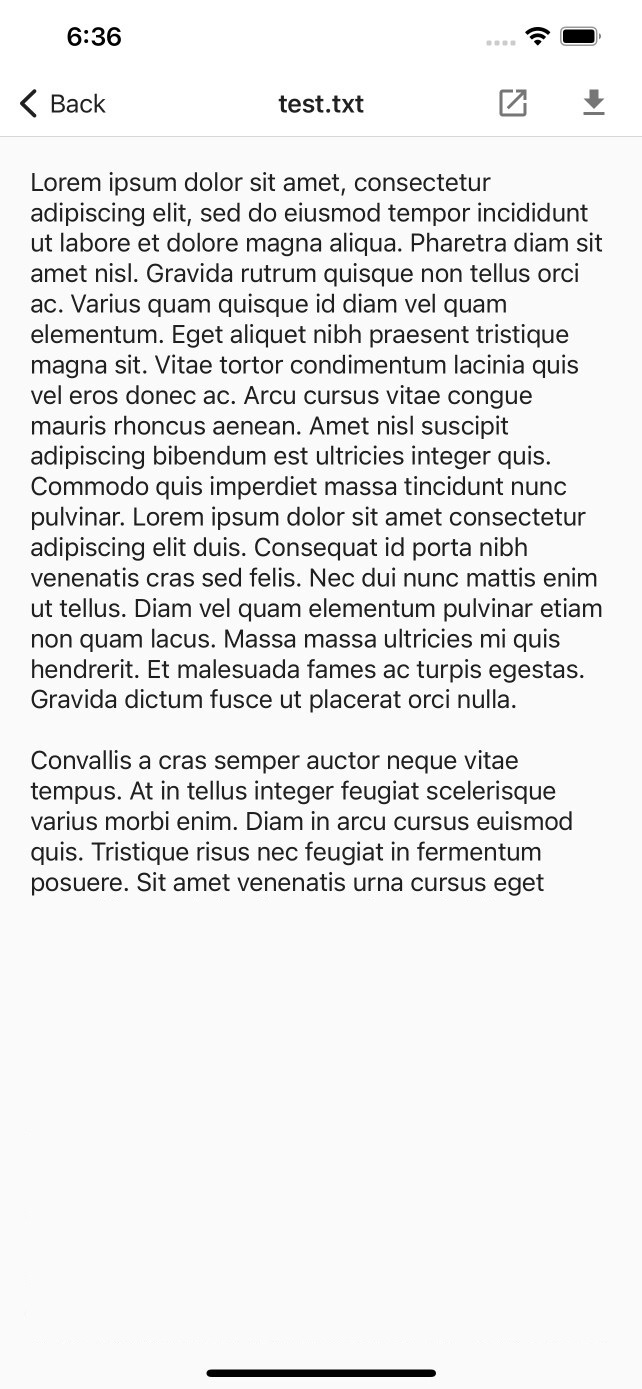 6:36
Back
test.txt
Lorem ipsum dolor sit amet, consectetur
adipiscing elit, sed do eiusmod tempor incididunt
ut labore et dolore magna aliqua. Pharetra diam sit
amet nisl. Gravida rutrum quisque non tellus orci
ac. Varius quam quisque id diam vel quam
elementum. Eget aliquet nibh praesent tristique
magna sit. Vitae tortor condimentum lacinia quis
vel eros donec ac. Arcu cursus vitae congue
mauris rhoncus aenean. Amet nisl suscipit
adipiscing bibendum est ultricies integer quis.
Commodo quis imperdiet massa tincidunt nunc
pulvinar. Lorem ipsum dolor sit amet consectetur
adipiscing elit duis. Consequat id porta nibh
venenatis cras sed felis. Nec dui nunc mattis enim
ut tellus. Diam vel quam elementum pulvinar etiam
non quam lacus. Massa massa ultricies mi quis
hendrerit. Et malesuada fames ac turpis egestas.
Gravida dictum fusce ut placerat orci nulla.
Convallis a cras semper auctor neque vitae
tempus. At in tellus integer feugiat scelerisque
varius morbi enim. Diam in arcu cursus euismod
quis. Tristique risus nec feugiat in fermentum
posuere. Sit amet venenatis urna cursus eget